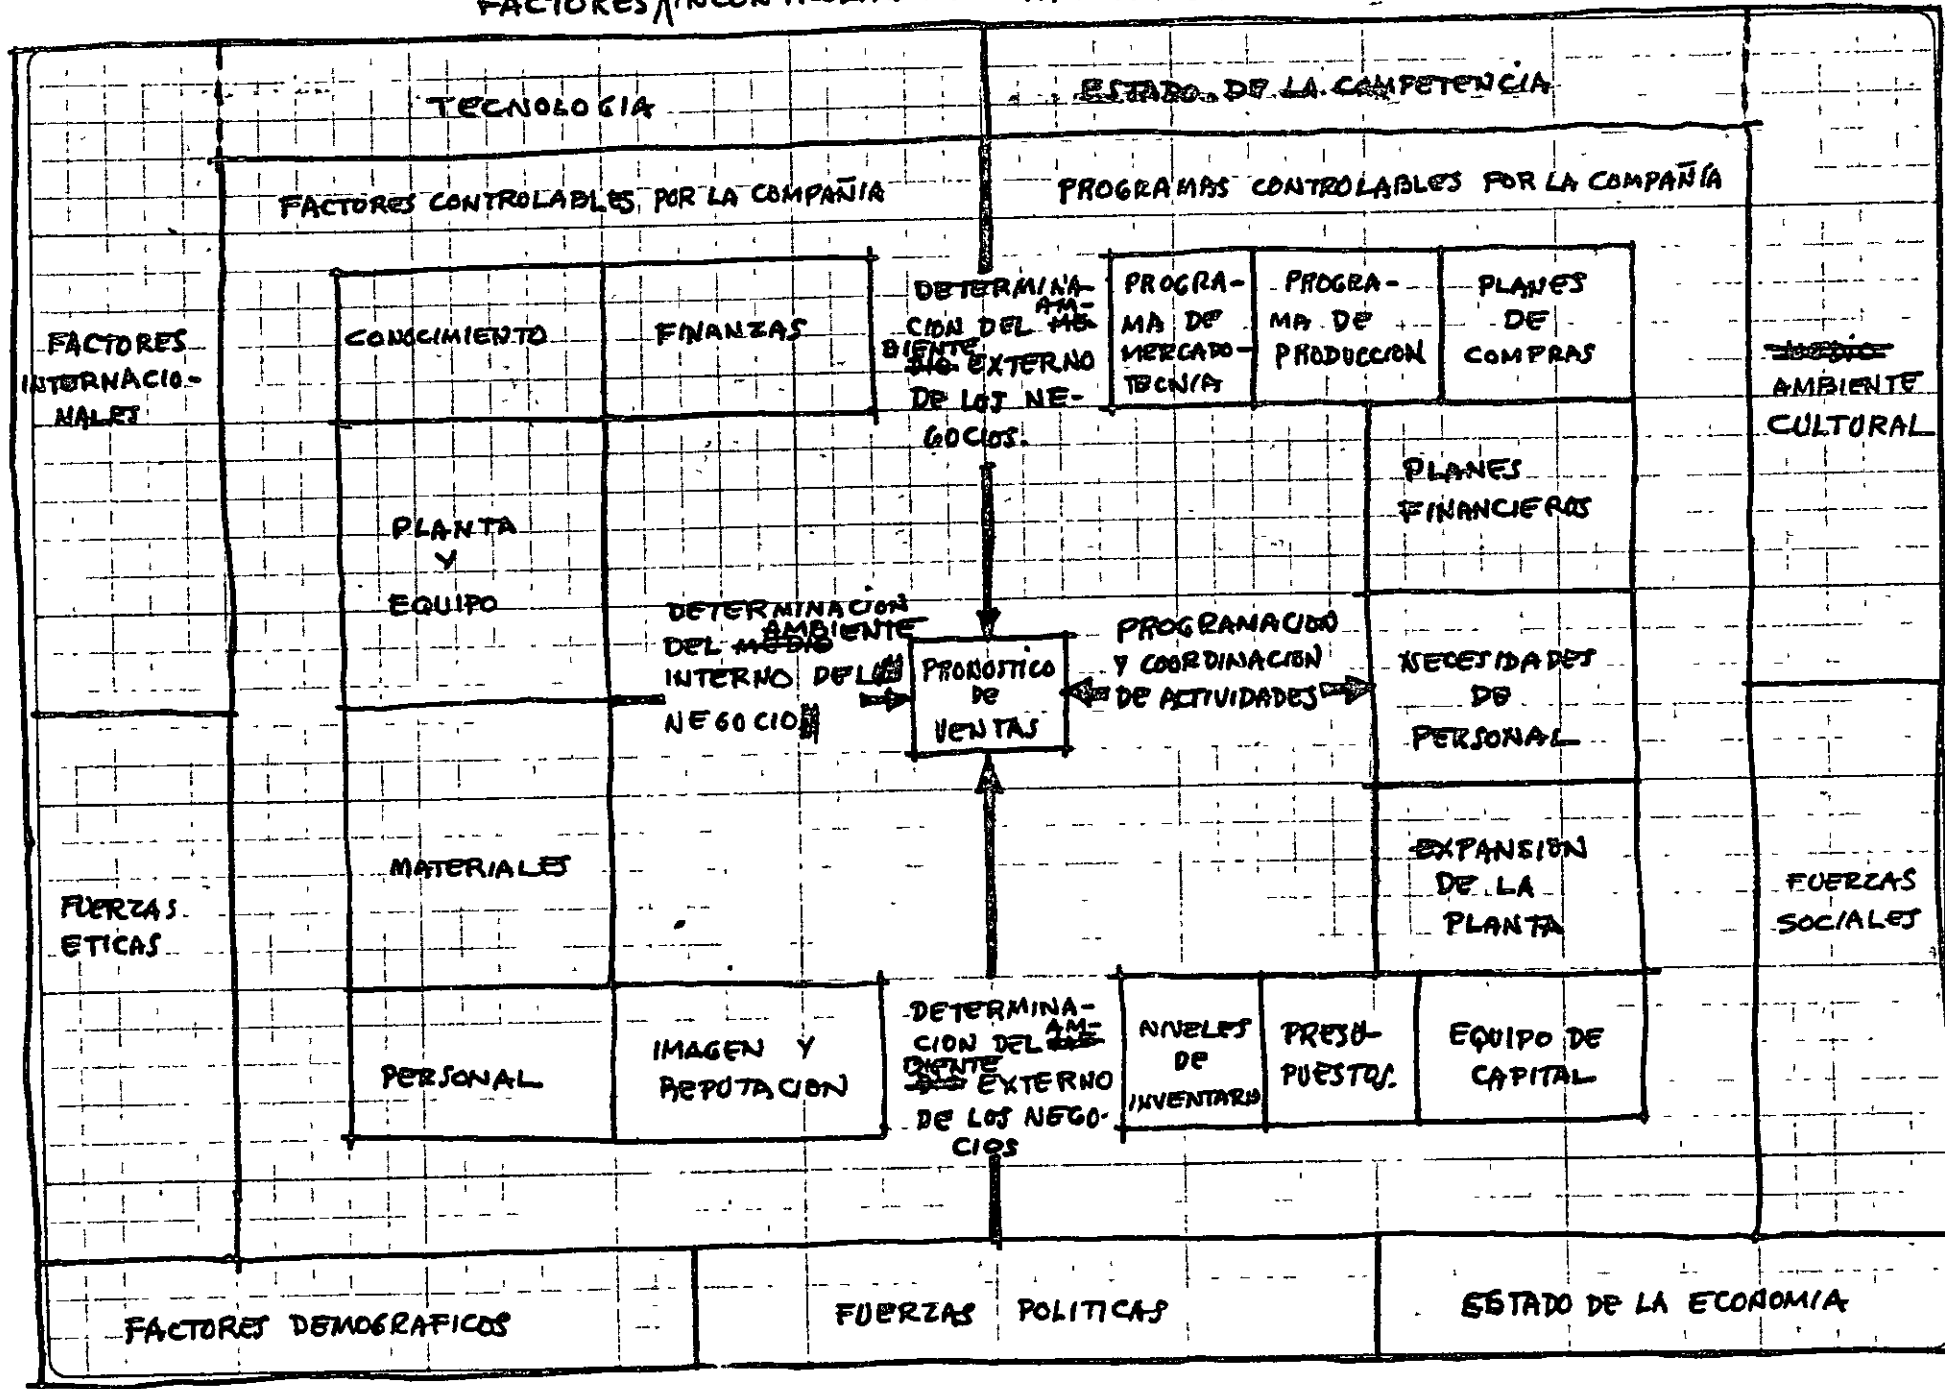 FACTORES
TECNOLOGIA
ESTADO DE LA COMPETENCIA
FACTORES CONTROLABLES POR LA COMPAÑIA
PROGRAMAS CONTROLABLES POR LA COMPAÑÍA
FACTORES
INTERNACIO-
NALES
CONOCIMIENTO
FINANZAS
DETERMINA-
CION DEL AM-
BIENTE EXTERNO
DE LOS NE-
GOCIOS.
PROGRA-
MA DE
MERCADO-
TECNIA
PROGRA-
MA DE
PRODUCCION
PLANES
DE
COMPRAS
AMBIENTE
CULTURAL
PLANTA
Y
EQUIPO
PLANES
FINANCIEROS
DETERMINACION
DEL MEDIO AMBIENTE
INTERNO DEL
NEGOCIO
PRONOSTICO
DE
VENTAS
PROGRAMACION
Y COORDINACION
DE ACTIVIDADES
NECESIDADES
DE
PERSONAL
FUERZAS
ETICAS
MATERIALES
EXPANSION
DE LA
PLANTA
FUERZAS
SOCIALES
PERSONAL
IMAGEN Y
REPUTACION
DETERMINA-
CION DEL AM-
BIENTE EXTERNO
DE LOS NEGO-
CIOS
NIVELES
DE
INVENTARIO
PRESU-
PUESTOS.
EQUIPO DE
CAPITAL
FACTORES DEMOGRAFICOS
FUERZAS POLITICAS
ESTADO DE LA ECONOMIA